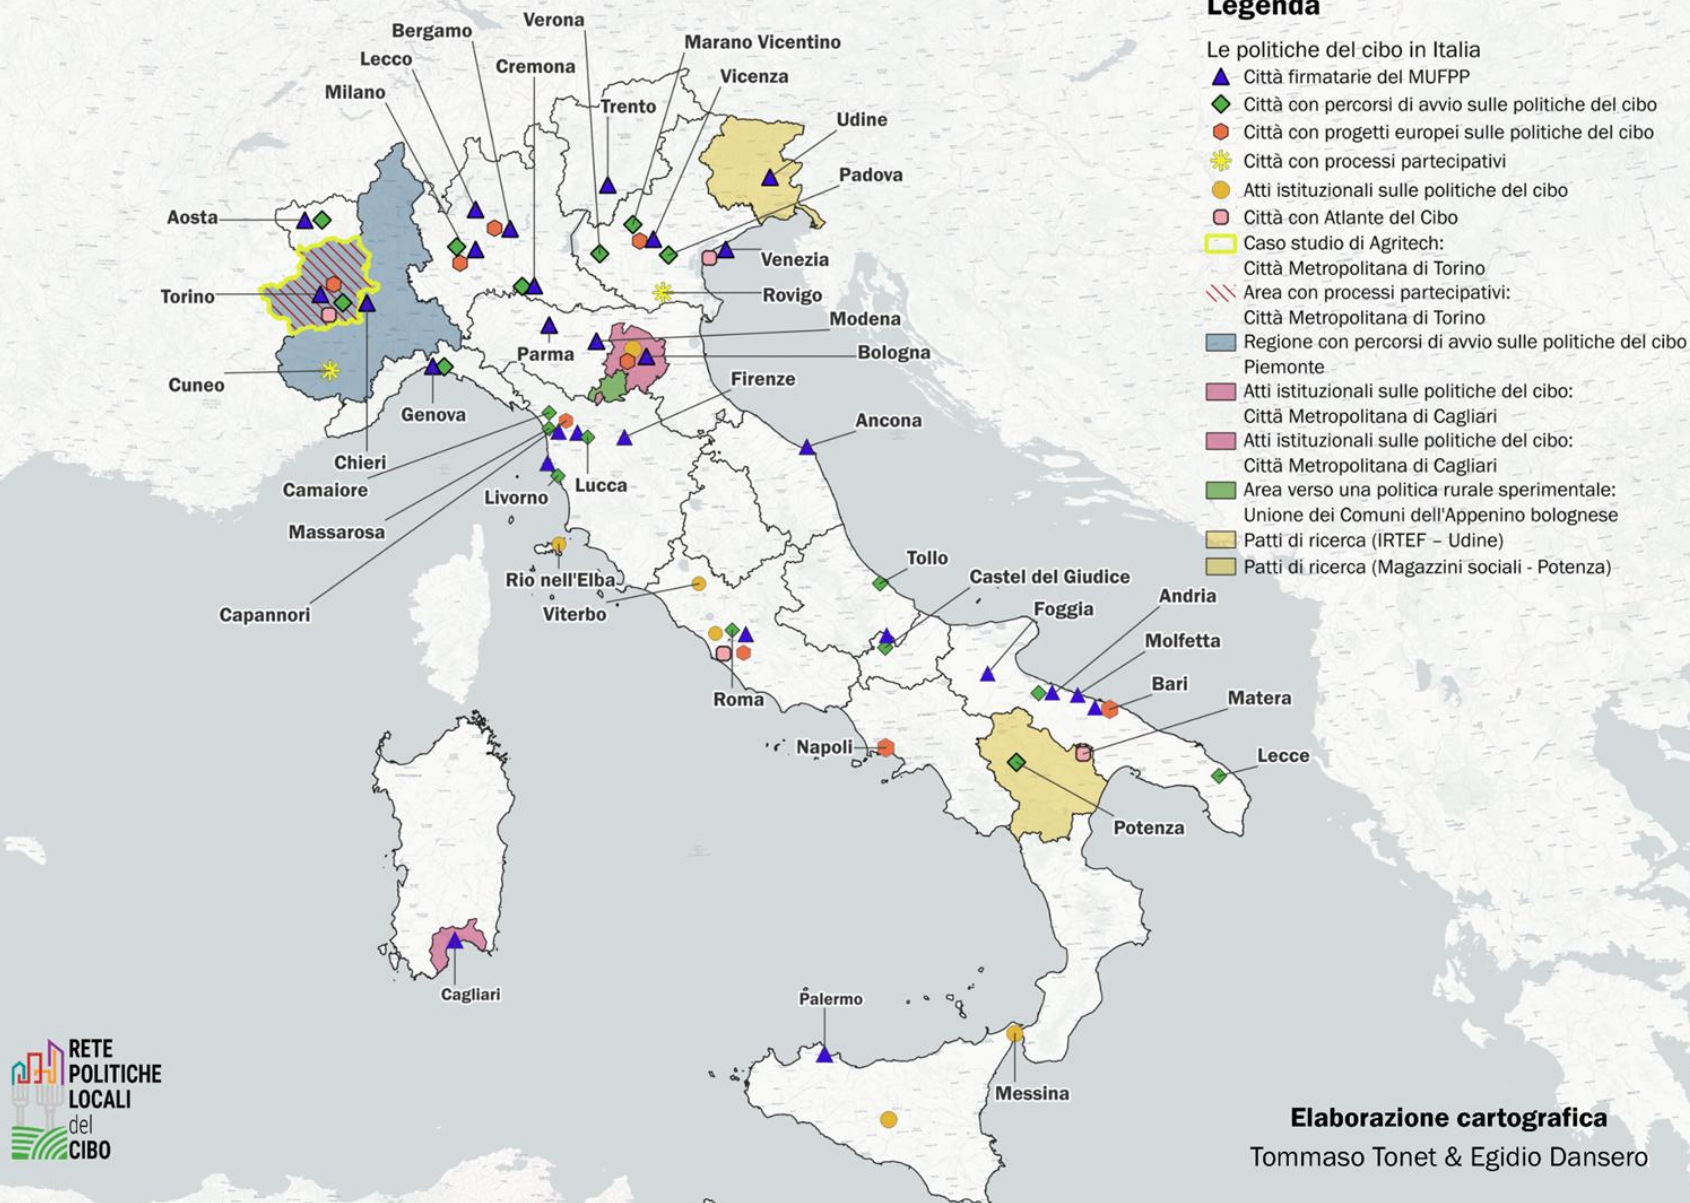 Verona
Bergamo
Marano Vicentino
Lecco
Cremona
Vicenza
Milano
Trento
Udine
Padova
Aosta
Venezia
Torino
Rovigo
Modena
Parma
Bologna
Cuneo
Firenze
Genova
Ancona
Chieri
Camaiore
Lucca
Livorno
Massarosa
Tollo
Rio nell'Elba
Castel del Giudice
Andria
Capannori
Viterbo
Foggia
Molfetta
Bari
Roma
Matera
Napoli
Lecce
Potenza
Cagliari
Palermo
Messina
Legenda
Le politiche del cibo in Italia
Città firmatarie del MUFPP
Città con percorsi di avvio sulle politiche del cibo
Città con progetti europei sulle politiche del cibo
Città con processi partecipativi
Atti istituzionali sulle politiche del cibo
Città con Atlante del Cibo
Caso studio di Agritech:
Città Metropolitana di Torino
Area con processi partecipativi:
Città Metropolitana di Torino
Regione con percorsi di avvio sulle politiche del cibo
Piemonte
Atti istituzionali sulle politiche del cibo:
Cittä Metropolitana di Cagliari
Atti istituzionali sulle politiche del cibo:
Cittä Metropolitana di Cagliari
Area verso una politica rurale sperimentale:
Unione dei Comuni dell'Appenino bolognese
Patti di ricerca (IRTEF – Udine)
Patti di ricerca (Magazzini sociali - Potenza)
RETE
POLITICHE
LOCALI
del
CIBO
Elaborazione cartografica
Tommaso Tonet & Egidio Dansero